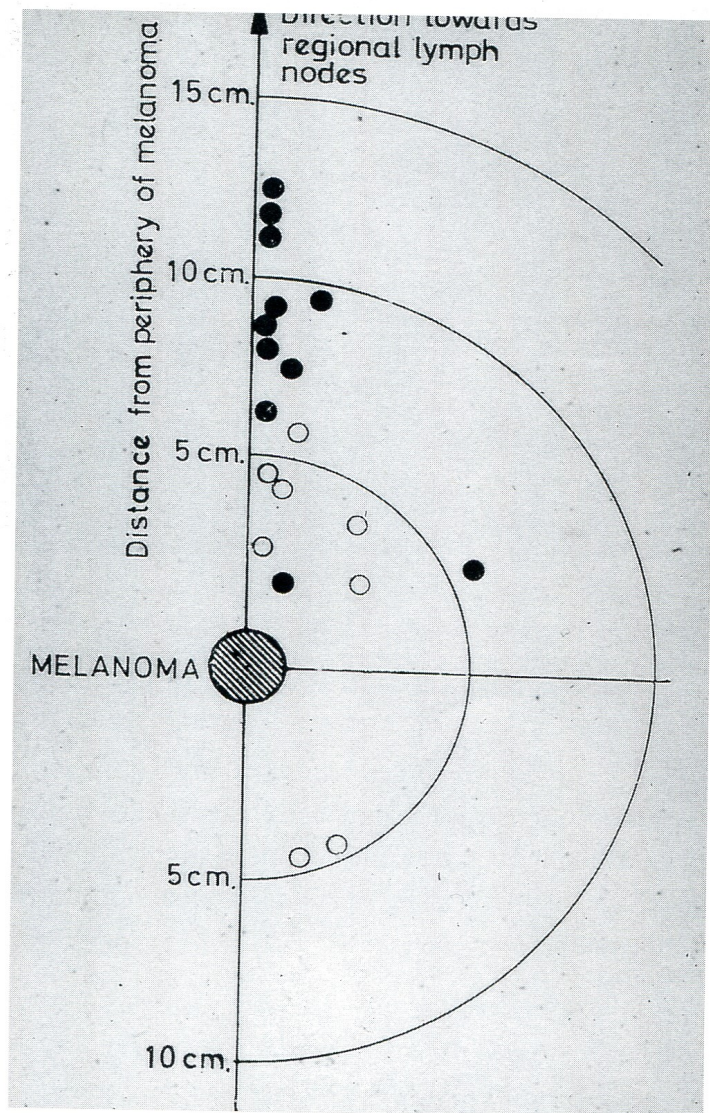 Direction towards
regional lymph
nodes
Distance from periphery of melanoma
15 cm.
10 cm.
5 cm.
MELANOMA
5 cm.
10 cm.